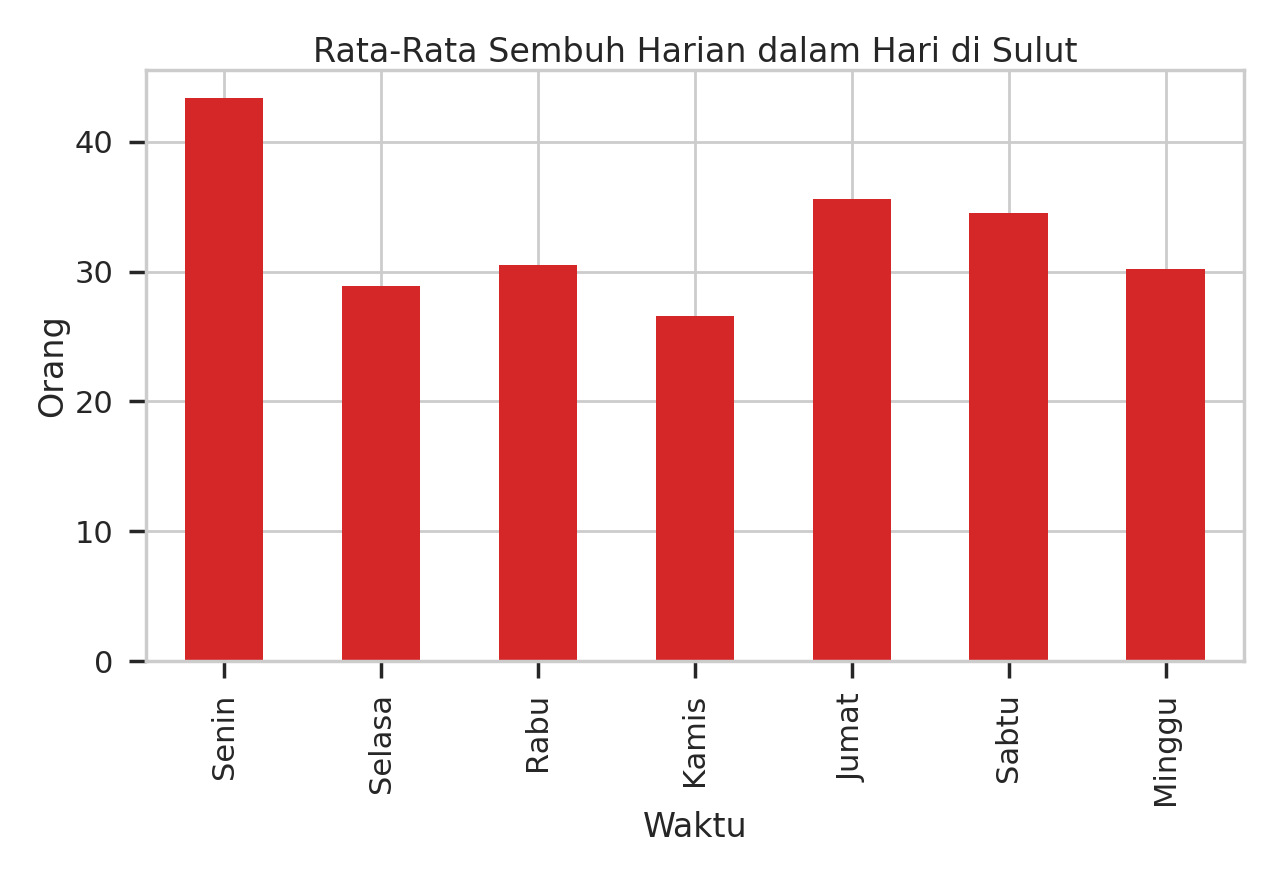 Rata-Rata Sembuh Harian dalam Hari di Sulut
Orang
40
30
20
10
0
Senin
Selasa
Rabu
Kamis
Jumat
Sabtu
Minggu
Waktu